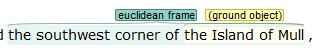 euclidean frame (ground object)
the southwest corner of the Island of Mull ,